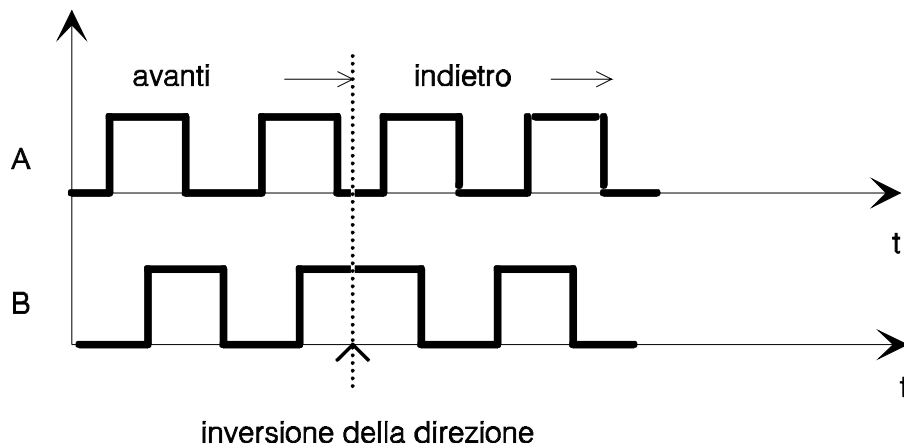 avanti
indietro
A
t
B
t
inversione della direzione